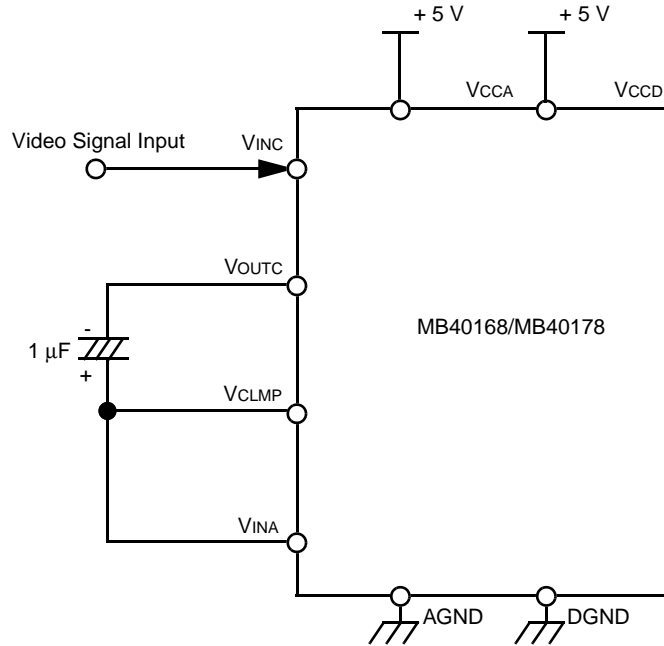 + 5 V
+ 5 V
VCCA
VCCD
Video Signal Input
VINC
VOUTC
MB40168/MB40178
-
1 μF
+
VCLMP
VINA
AGND
DGND